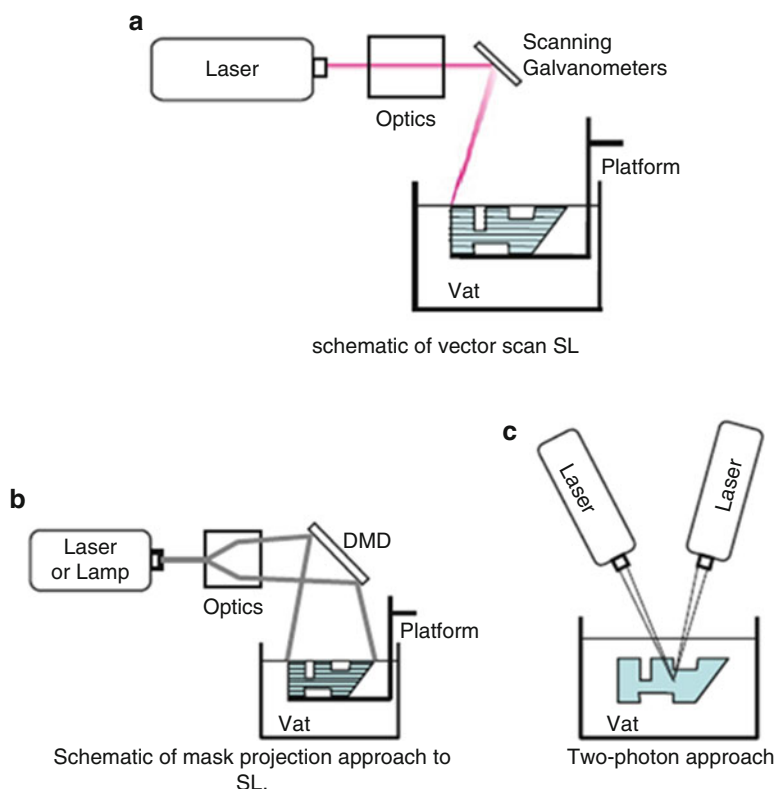 a
Laser
Optics
Scanning
Galvanometers
Platform
Vat
schematic of vector scan SL
b
Laser
or Lamp
Optics
DMD
Platform
Vat
Schematic of mask projection approach to
SL.
c
Laser
Laser
Vat
Two-photon approach